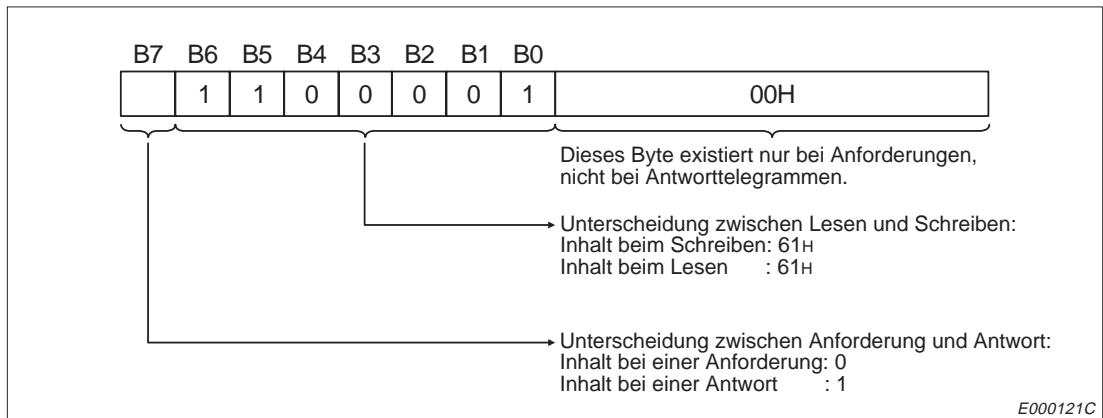 B7 B6 B5 B4 B3 B2 B1 B0
1 1 0 0 0 0 1 00H
Dieses Byte existiert nur bei Anforderungen,
nicht bei Antworttelegrammen.
Unterscheidung zwischen Lesen und Schreiben:
Inhalt beim Schreiben: 61H
Inhalt beim Lesen : 61H
Unterscheidung zwischen Anforderung und Antwort:
Inhalt bei einer Anforderung: 0
Inhalt bei einer Antwort : 1
E000121C